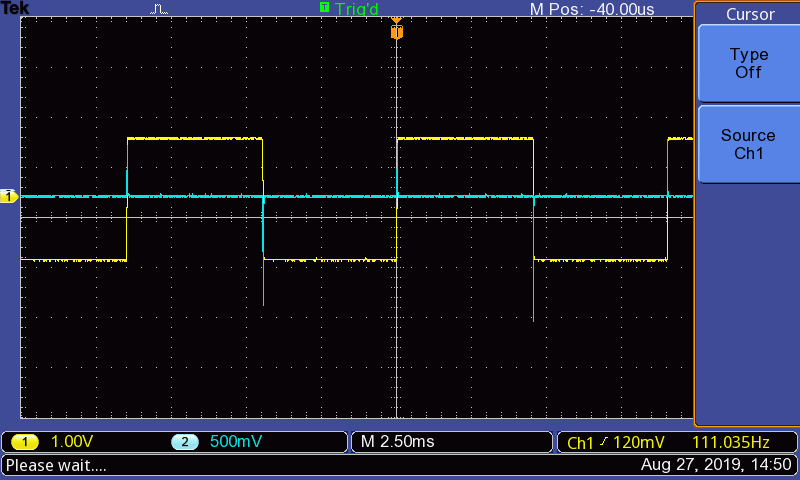 Tek T Trig'd M Pos: -40.00us
Cursor
T
Type
Off
Source
Ch1
1
1 1.00V 2 500mV M 2.50ms Ch1 120mV 111.035Hz
Please wait.... Aug 27, 2019, 14:50